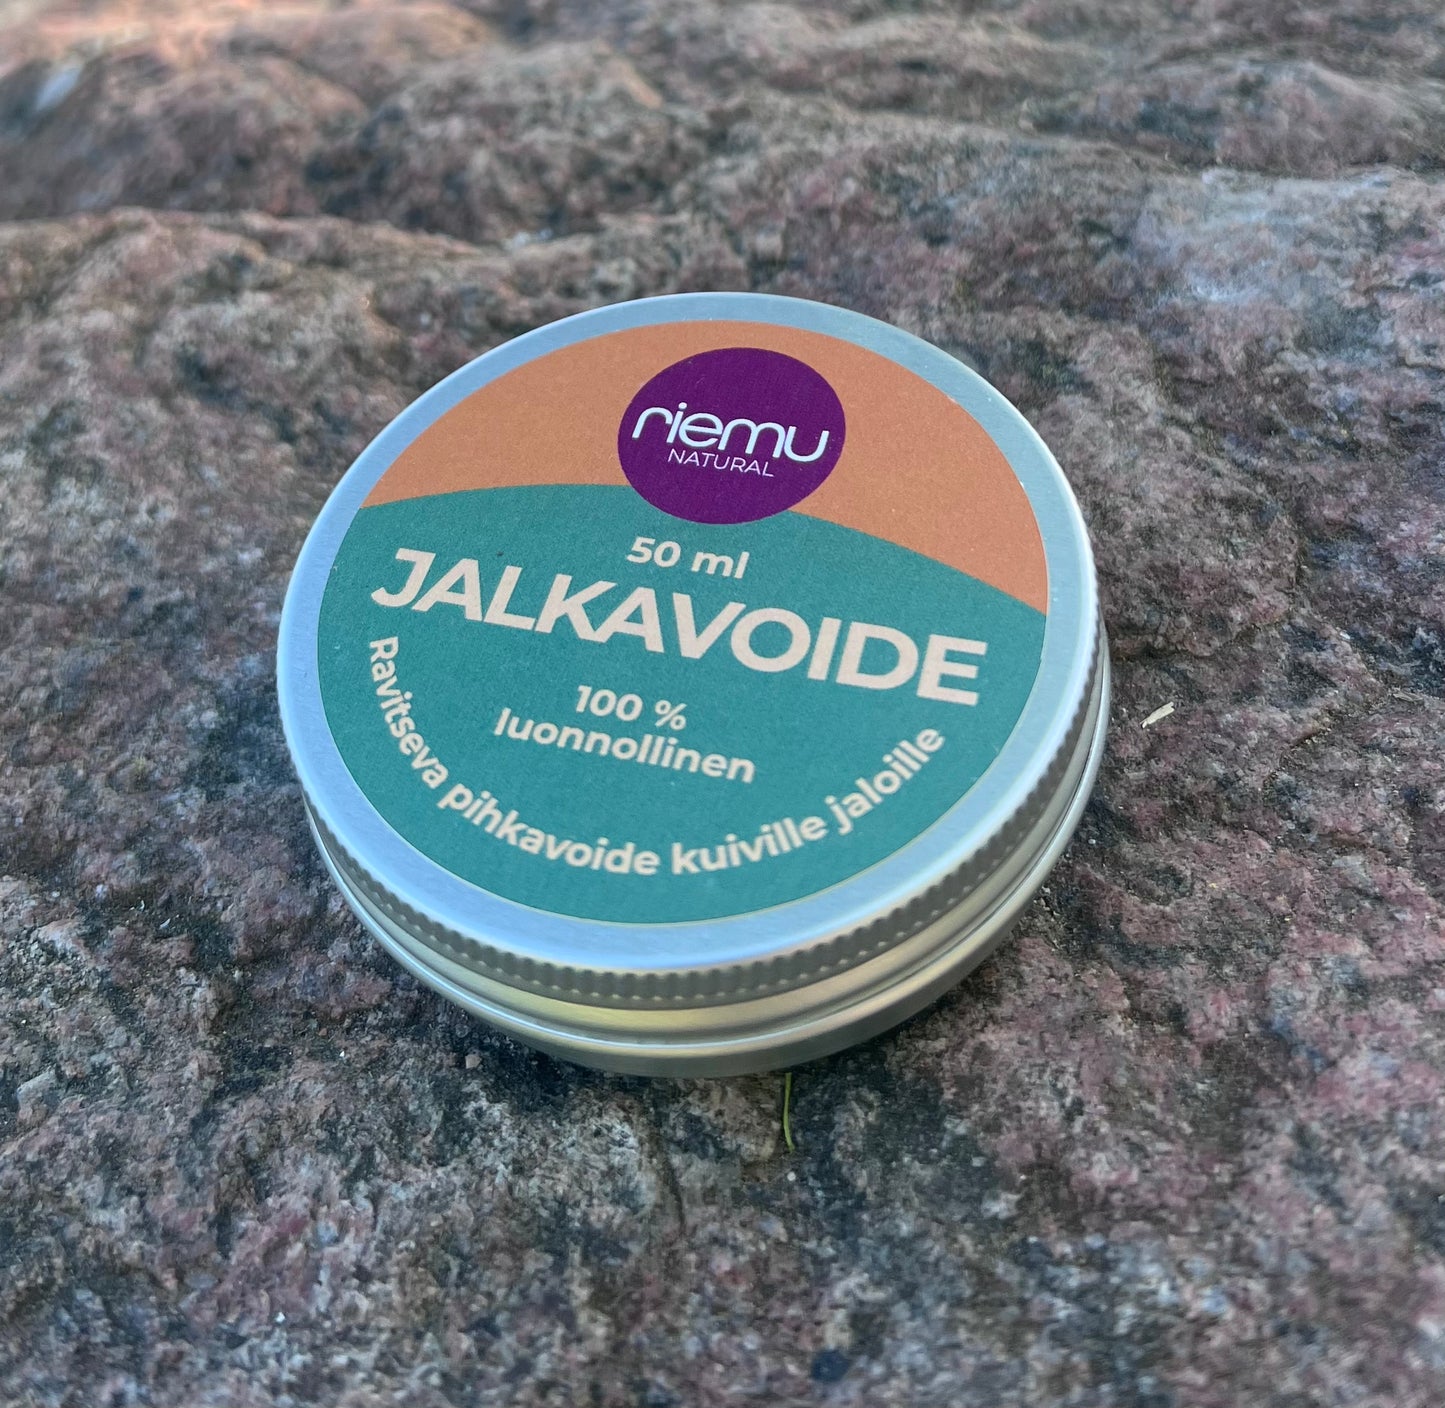 riemu
NATURAL
50 ml
JALKAVOIDE
100 %
luonnollinen
Ravitseva pihkavoide kuiville jaloille